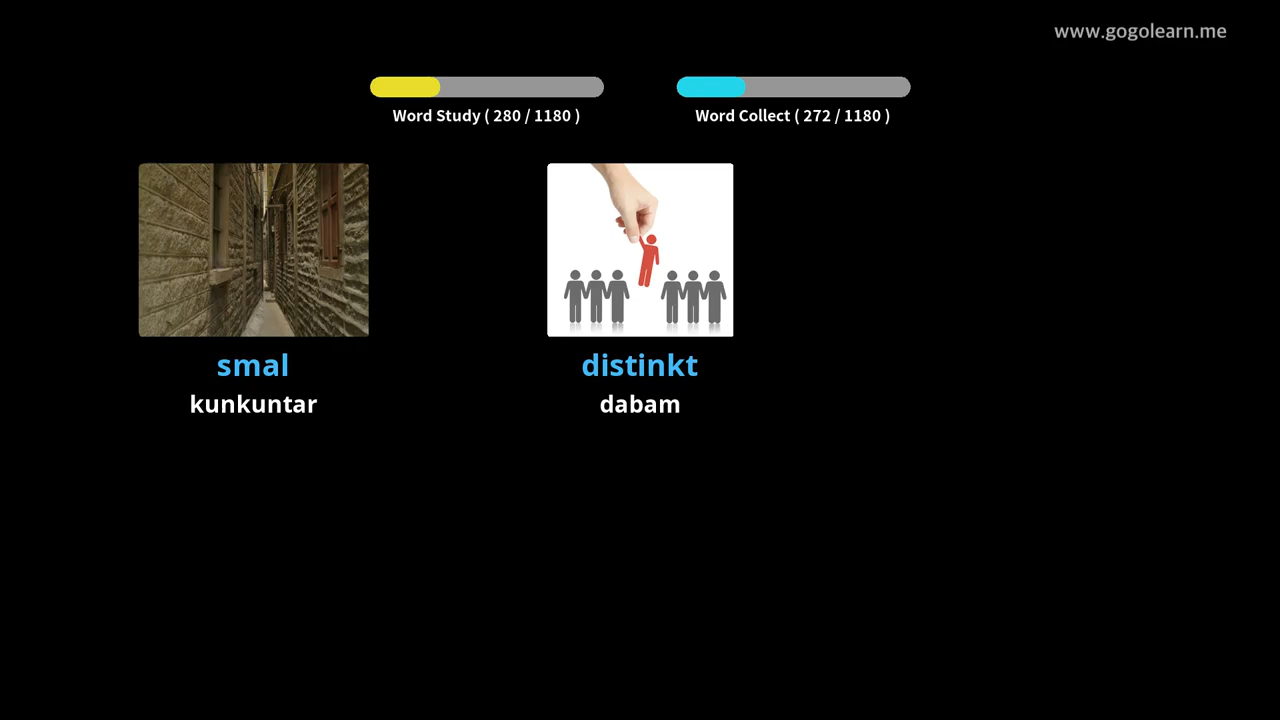 www.gogolearn.me
Word Study ( 280 / 1180 )
Word Collect ( 272 / 1180 )
smal
distinkt
kunkuntar
dabam